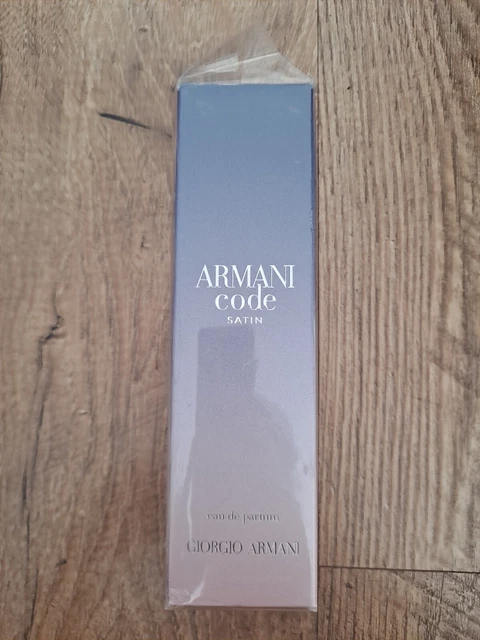 ARMANI
code
SATIN
eau de parfum
GIORGIO ARMANI